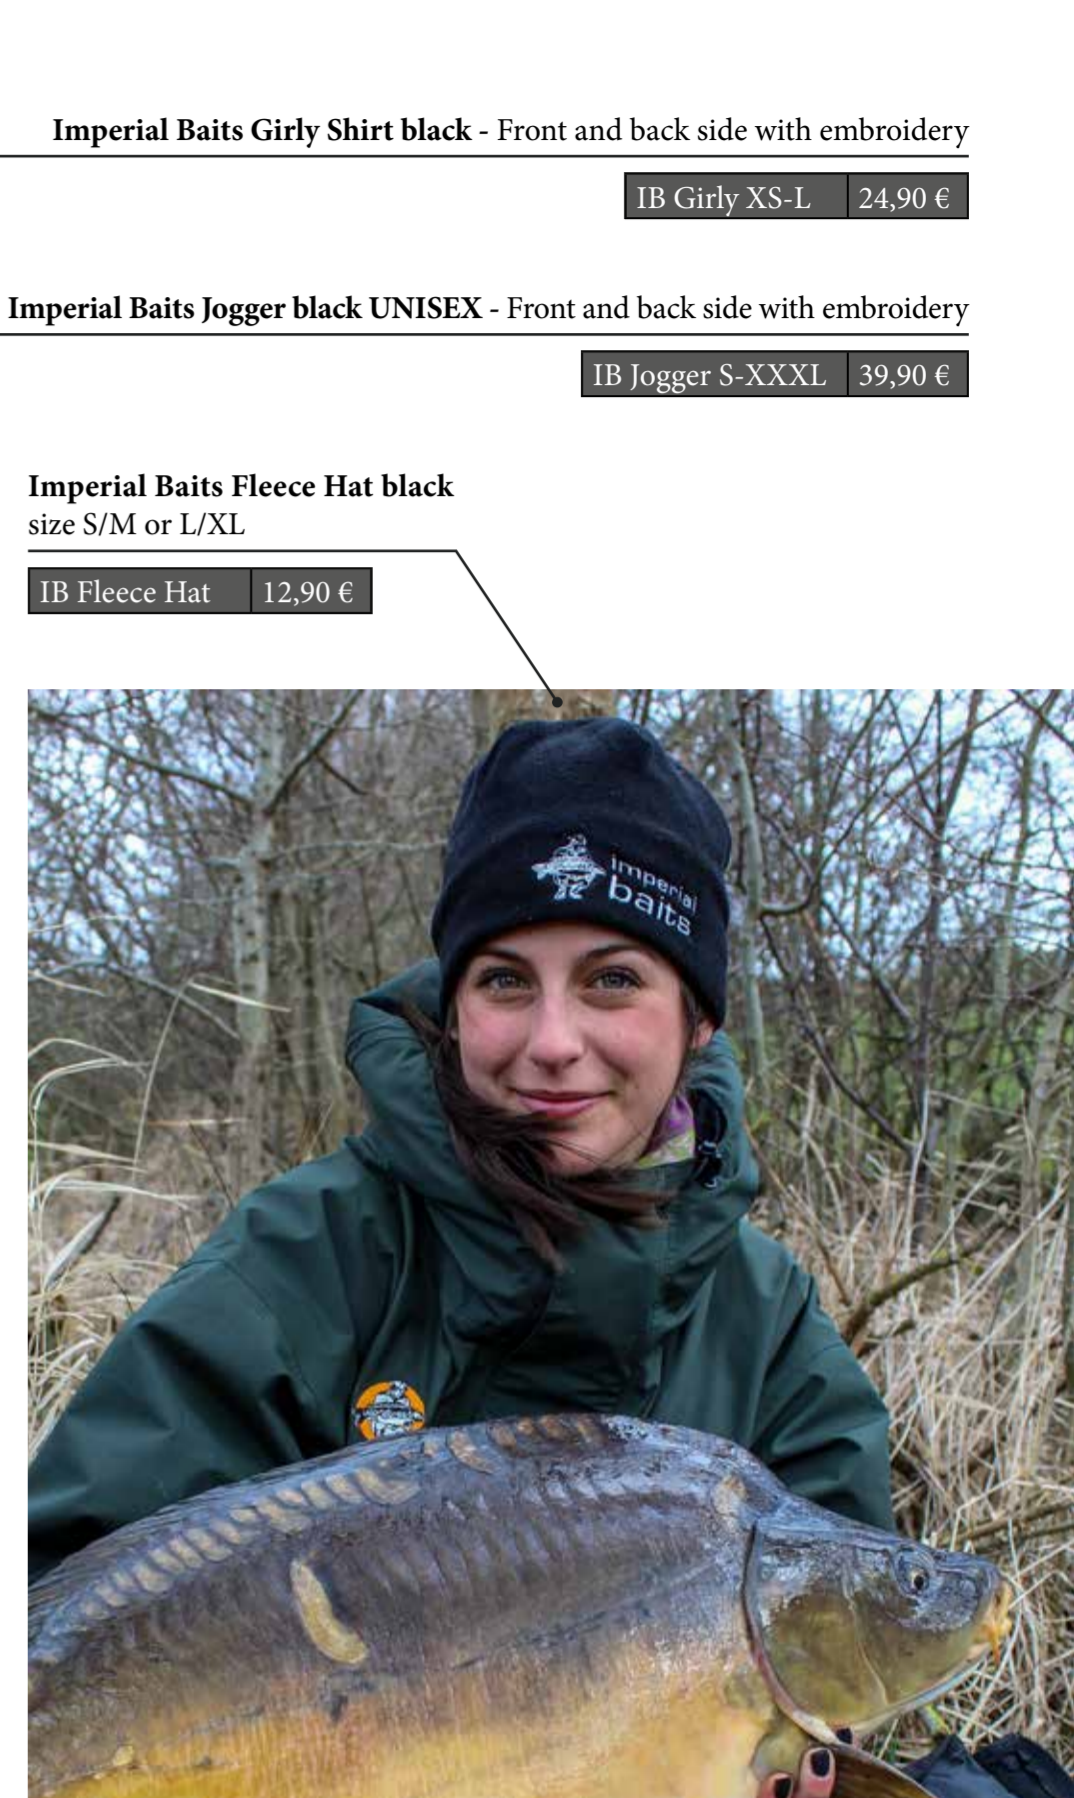 Imperial Baits Girly Shirt black - Front and back side with embroidery
IB Girly XS-L 24,90 €
Imperial Baits Jogger black UNISEX - Front and back side with embroidery
IB Jogger S-XXXL 39,90 €
Imperial Baits Fleece Hat black
size S/M or L/XL
IB Fleece Hat 12,90 €
imperial
baits